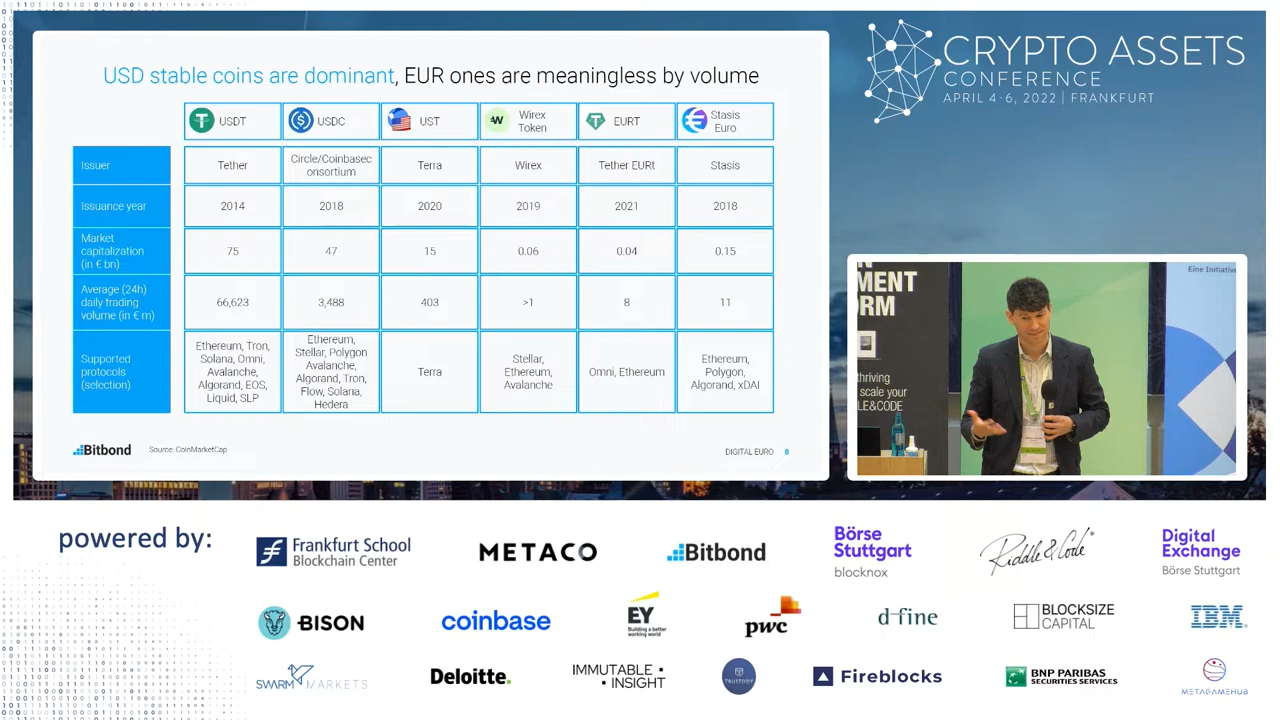 USD stable coins are dominant, EUR ones are meaningless by volume
USDT
USDC
UST
Wirex
Token
EURT
Stasis
Euro
Issuer
Tether
Circle/Coinbasec
onsortium
Terra
Wirex
Tether EURt
Stasis
Issuance year
2014
2018
2020
2019
2021
2018
Market
capitalization
(in € bn)
75
47
15
0.06
0.04
0.15
Average (24h)
daily trading
volume (in € m)
66,623
3,488
403
>1
8
11
Supported
protocols
(selection)
Ethereum, Tron,
Solana, Omni,
Avalanche,
Algorand, EOS,
Liquid, SLP
Ethereum,
Stellar, Polygon
Avalanche,
Algorand, Tron,
Flow, Solana,
Hedera
Terra
Stellar,
Ethereum,
Avalanche
Omni, Ethereum
Ethereum,
Polygon,
Algorand, xDAI
Bitbond
Source: CoinMarketCap
DIGITAL EURO 8
CRYPTO ASSETS
CONFERENCE
APRIL 4-6, 2022 | FRANKFURT
MENT
ORM
thriving
scale your
LE&CODE
Eine Initiative
powered by:
Frankfurt School
Blockchain Center
METACO
Bitbond
Börse
Stuttgart
blocknox
Riddle & Code
Digital
Exchange
Börse Stuttgart
BISON
coinbase
EY
Building a better
working world
pwc
d-fine
BLOCKSIZE
CAPITAL
IBM
SWARM MARKETS
Deloitte.
IMMUTABLE
INSIGHT
TRUSTODY
Fireblocks
BNP PARIBAS
SECURITIES SERVICES
METAGAMEHUB